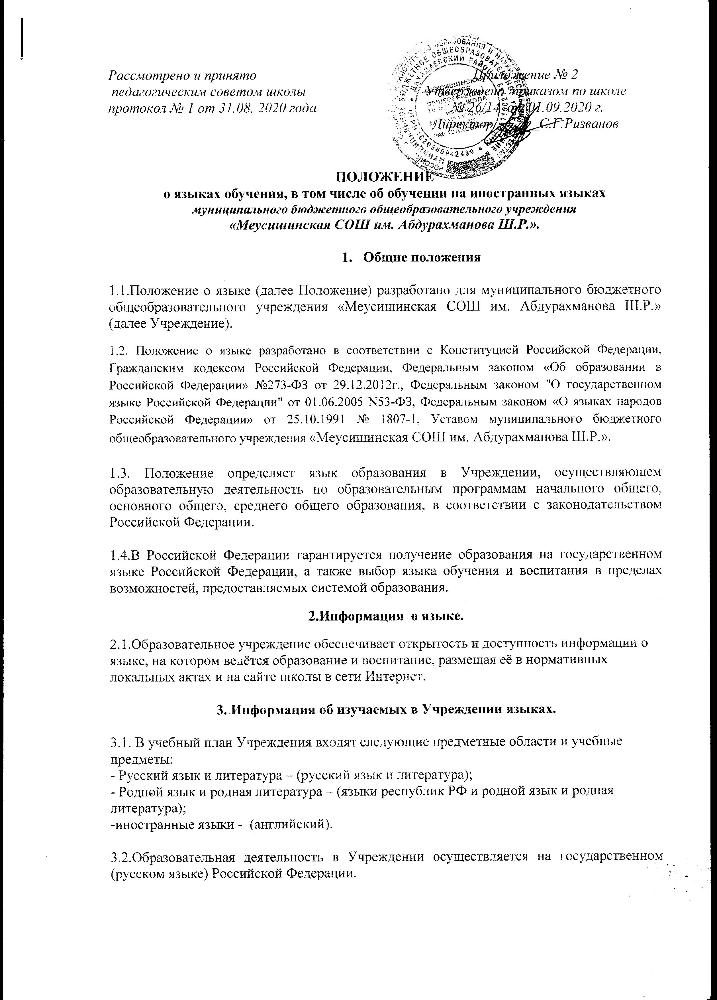 Рассмотрено и принято
педагогическим советом школы
протокол № 1 от 31.08. 2020 года
Приложение № 2
Утверждено приказом по школе
№ 26/14 от 01.09.2020 г.
Директор С.Г.Ризванов
ПОЛОЖЕНИЕ
о языках обучения, в том числе об обучении на иностранных языках
муниципального бюджетного общеобразовательного учреждения
«Меусишинская СОШ им. Абдурахманова Ш.Р.».
1. Общие положения
1.1.Положение о языке (далее Положение) разработано для муниципального бюджетного
общеобразовательного учреждения «Меусишинская СОШ им. Абдурахманова Ш.Р.»
(далее Учреждение).
1.2. Положение о языке разработано в соответствии с Конституцией Российской Федерации,
Гражданским кодексом Российской Федерации, Федеральным законом «Об образовании в
Российской Федерации» №273-ФЗ от 29.12.2012г., Федеральным законом "О государственном
языке Российской Федерации" от 01.06.2005 N53-ФЗ, Федеральным законом «О языках народов
Российской Федерации» от 25.10.1991 № 1807-1, Уставом муниципального бюджетного
общеобразовательного учреждения «Меусишинская СОШ им. Абдурахманова Ш.Р.».
1.3. Положение определяет язык образования в Учреждении, осуществляющем
образовательную деятельность по образовательным программам начального общего,
основного общего, среднего общего образования, в соответствии с законодательством
Российской Федерации.
1.4.В Российской Федерации гарантируется получение образования на государственном
языке Российской Федерации, а также выбор языка обучения и воспитания в пределах
возможностей, предоставляемых системой образования.
2.Информация о языке.
2.1.Образовательное учреждение обеспечивает открытость и доступность информации о
языке, на котором ведётся образование и воспитание, размещая её в нормативных
локальных актах и на сайте школы в сети Интернет.
3. Информация об изучаемых в Учреждении языках.
3.1. В учебный план Учреждения входят следующие предметные области и учебные
предметы:
- Русский язык и литература – (русский язык и литература);
- Родной язык и родная литература – (языки республик РФ и родной язык и родная
литература);
-иностранные языки - (английский).
3.2.Образовательная деятельность в Учреждении осуществляется на государственном
(русском языке) Российской Федерации.